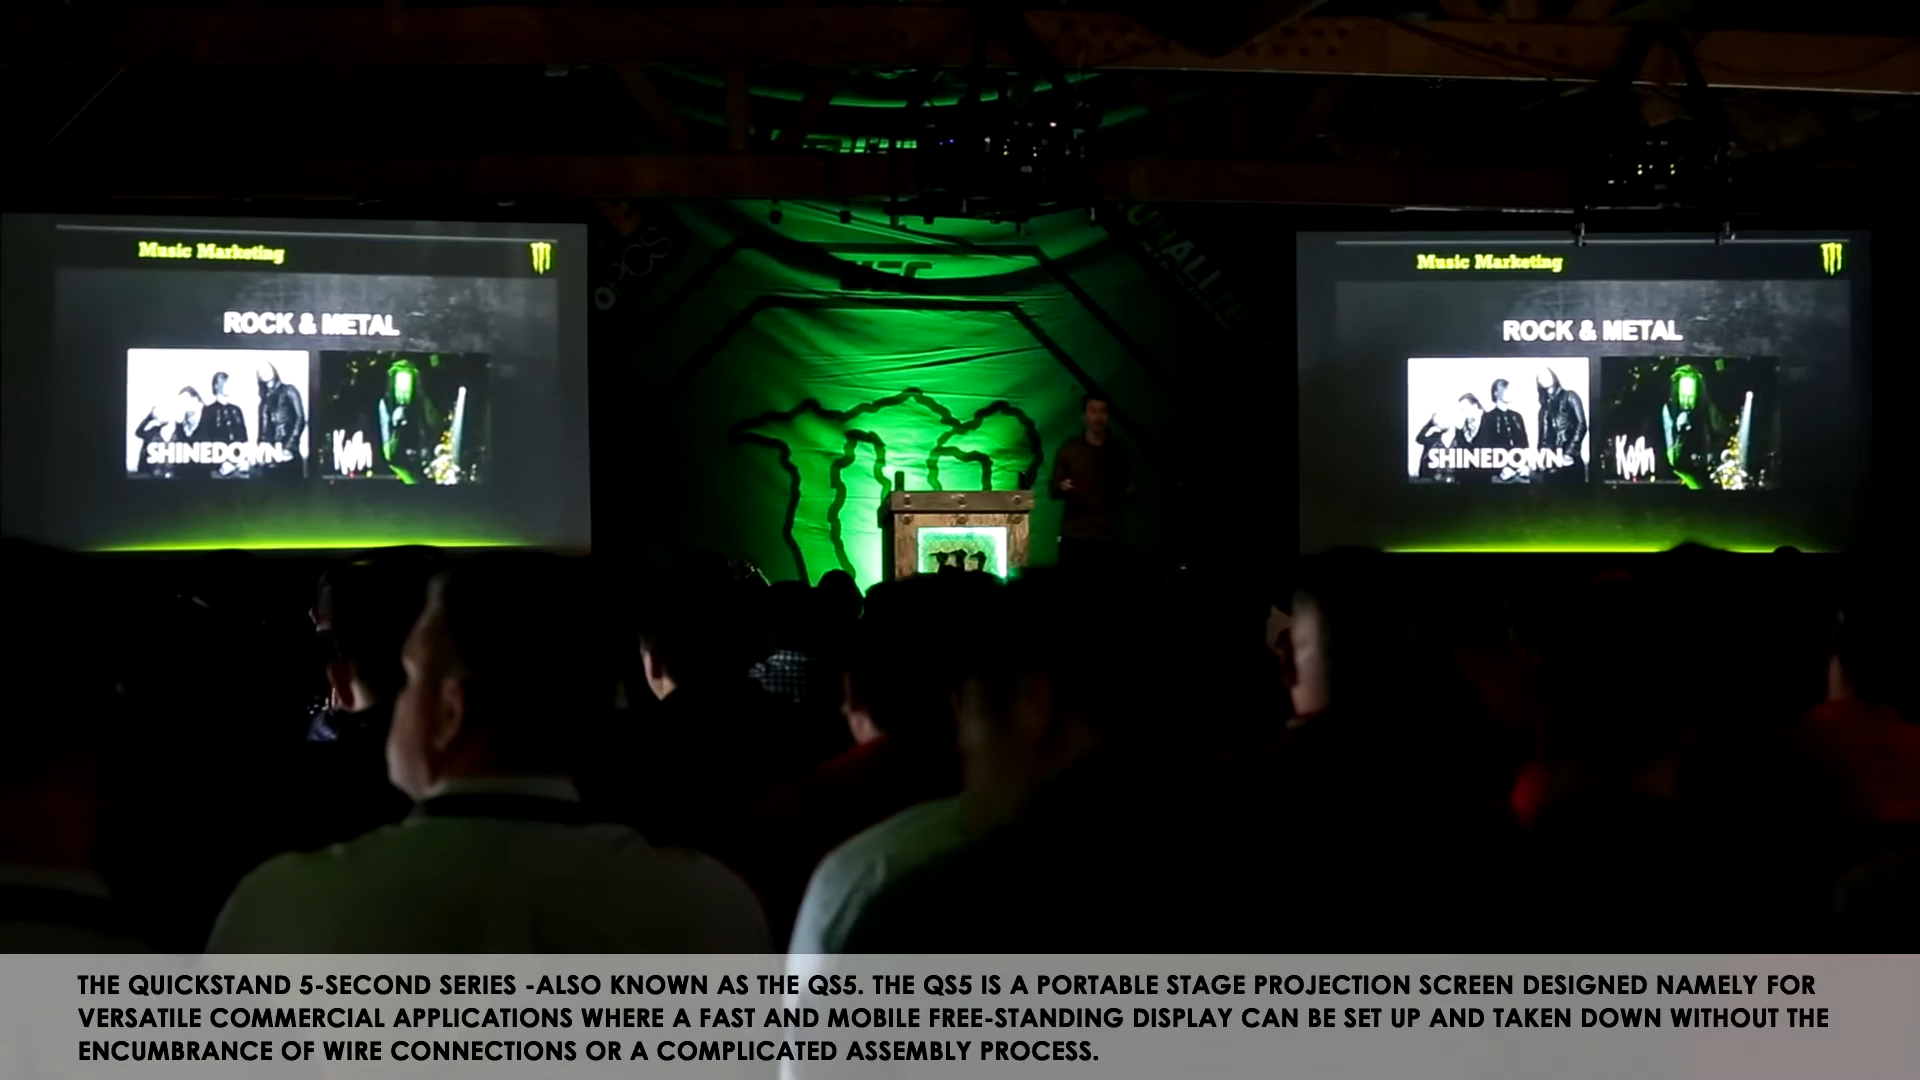 Music Marketing
ROCK & METAL
SHINEDOWN
Korn
Music Marketing
ROCK & METAL
SHINEDOWN
Korn
THE QUICKSTAND 5-SECOND SERIES -ALSO KNOWN AS THE QS5. THE QS5 IS A PORTABLE STAGE PROJECTION SCREEN DESIGNED NAMELY FOR
VERSATILE COMMERCIAL APPLICATIONS WHERE A FAST AND MOBILE FREE-STANDING DISPLAY CAN BE SET UP AND TAKEN DOWN WITHOUT THE
ENCUMBRANCE OF WIRE CONNECTIONS OR A COMPLICATED ASSEMBLY PROCESS.